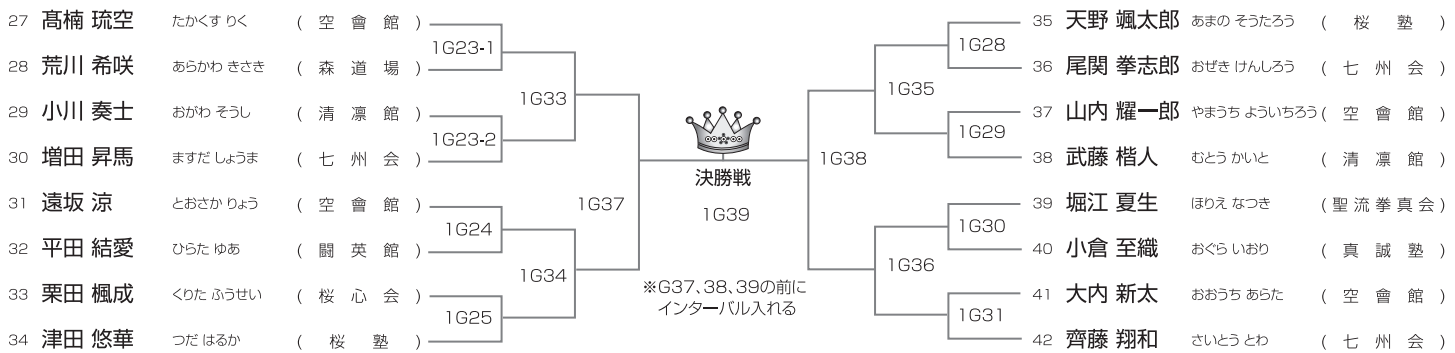 27 髙楠 琉空 たかくす りく (空會館)
28 荒川 希咲 あらかわ きさき (森道場)
29 小川 奏士 おがわ そうし (清凛館)
30 増田 昇馬 ますだ しょうま (七州会)
31 遠坂 涼 とおさか りょう (空會館)
32 平田 結愛 ひらた ゆあ (闘英館)
33 栗田 楓成 くりた ふうせい (桜心会)
34 津田 悠華 つだ はるか (桜塾)
1G23-1
1G23-2
1G24
1G25
1G33
1G34
1G37
決勝戦
1G39
※G37、38、39の前に
インターバル入れる
1G38
1G35
1G36
1G28
1G29
1G30
1G31
35 天野 颯太郎 あまの そうたろう (桜塾)
36 尾関 拳志郎 おぜき けんしろう (七州会)
37 山内 耀一郎 やまうち よういちろう (空會館)
38 武藤 楷人 むとう かいと (清凛館)
39 堀江 夏生 ほりえ なつき (聖流拳真会)
40 小倉 至織 おぐら いおり (真誠塾)
41 大内 新太 おおうち あらた (空會館)
42 齊藤 翔和 さいとう とわ (七州会)